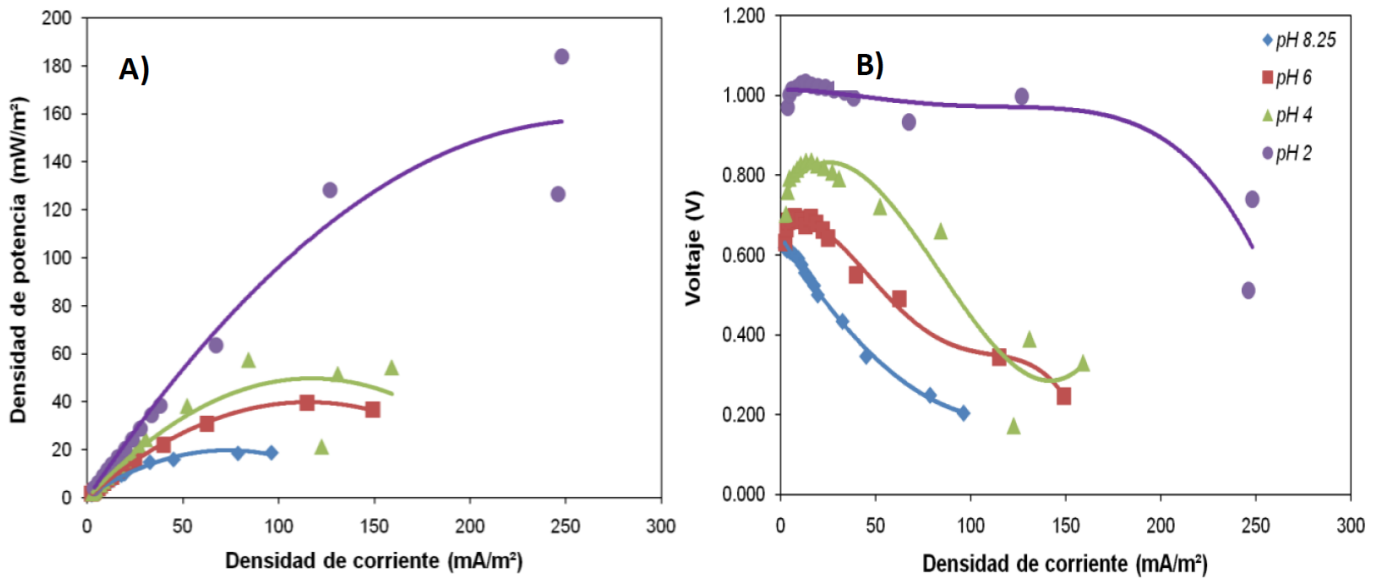 A)
Densidad de potencia (mW/m²)
200
180
160
140
120
100
80
60
40
20
0
0 50 100 150 200 250 300
Densidad de corriente (mA/m²)
B)
Voltaje (V)
1.200
1.000
0.800
0.600
0.400
0.200
0.000
0 50 100 150 200 250 300
Densidad de corriente (mA/m²)
pH 8.25
pH 6
pH 4
pH 2